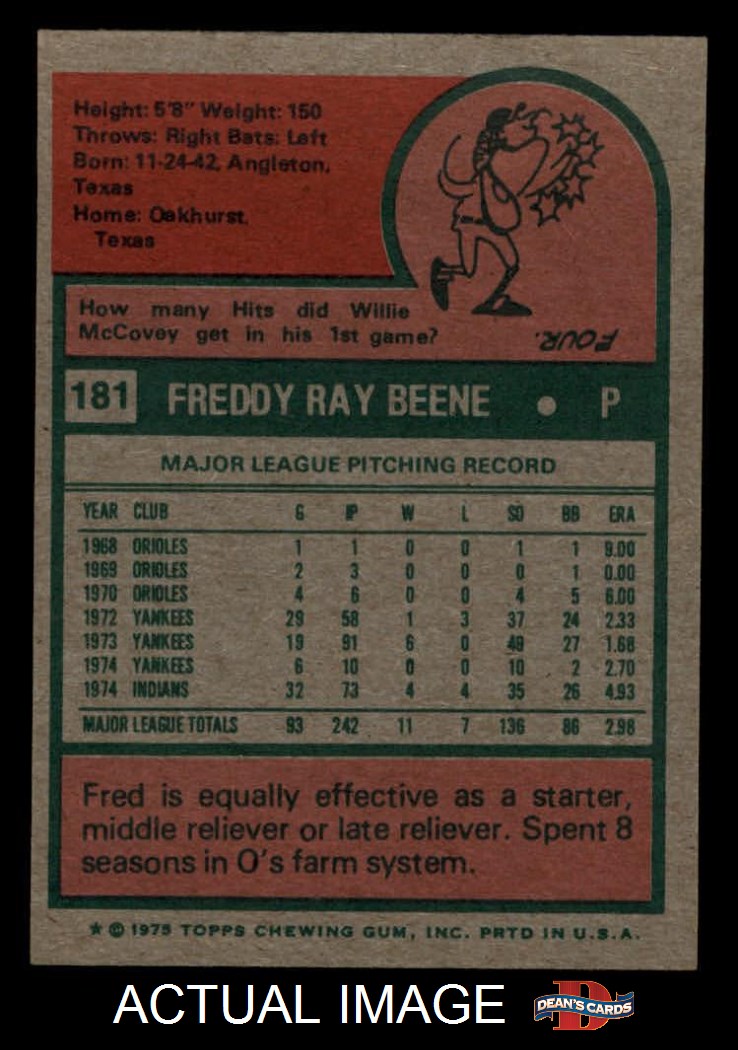 Height: 5'8" Weight: 150
Throws: Right Bats: Left
Born: 11-24-42, Angleton,
Texas
Home: Oakhurst,
Texas
How many Hits did Willie
McCovey get in his 1st game?
FOUR.
181 FREDDY RAY BEENE • P
MAJOR LEAGUE PITCHING RECORD
YEAR CLUB G IP W L SO BB ERA
1968 ORIOLES 1 1 0 0 1 1 9.00
1969 ORIOLES 2 3 0 0 0 1 0.00
1970 ORIOLES 4 6 0 0 4 5 6.00
1972 YANKEES 29 58 1 3 37 24 2.33
1973 YANKEES 19 91 6 0 49 27 1.68
1974 YANKEES 6 10 0 0 10 2 2.70
1974 INDIANS 32 73 4 4 35 26 4.93
MAJOR LEAGUE TOTALS 93 242 11 7 136 86 2.98
Fred is equally effective as a starter,
middle reliever or late reliever. Spent 8
seasons in O's farm system.
★ © 1975 TOPPS CHEWING GUM, INC. PRTD IN U.S.A.
ACTUAL IMAGE
D
DEAN'S CARDS